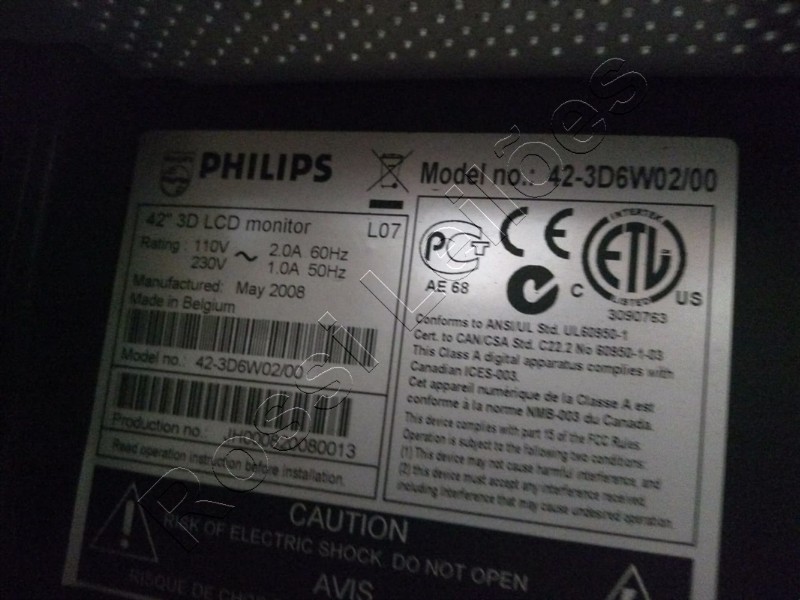 PHILIPS
Model no.: 42-3D6W02/00
42" 3D LCD monitor
L07
Rating : 110V ~ 2.0A 60Hz
230V 1.0A 50Hz
Manufactured: May 2008
Made in Belgium
Model no.: 42-3D6W02/00
Production no.:
Read operation instruction before installation.
PCT
AE 68
CE
C
INTERTEK
ETL
LISTED
US
3090763
Conforms to ANSI/UL Std. UL60950-1
Cert. to CAN/CSA Std. C22.2 No 60950-1-03
This Class A digital apparatus complies with
Canadian ICES-003.
Cet appareil numérique de la Classe A est
conforme à la norme NMB-003 du Canada.
This device complies with part 15 of the FCC Rules.
Operation is subject to the following two conditions:
(1) This device may not cause harmful interference, and
(2) this device must accept any interference received,
including interference that may cause undesired operation.
CAUTION
RISK OF ELECTRIC SHOCK. DO NOT OPEN
AVIS
Rossi Leilões